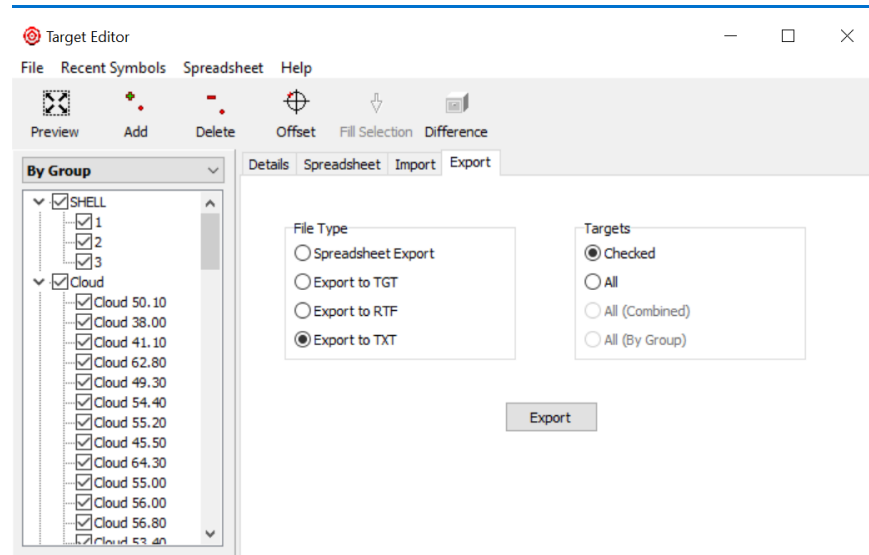 Target Editor
File Recent Symbols Spreadsheet Help
Preview Add Delete Offset Fill Selection Difference
By Group
Details Spreadsheet Import Export
SHELL
1
2
3
Cloud
Cloud 50.10
Cloud 38.00
Cloud 41.10
Cloud 62.80
Cloud 49.30
Cloud 54.40
Cloud 55.20
Cloud 45.50
Cloud 64.30
Cloud 55.00
Cloud 56.00
Cloud 56.80
Cloud 53.40
File Type
Spreadsheet Export
Export to TGT
Export to RTF
Export to TXT
Targets
Checked
All
All (Combined)
All (By Group)
Export